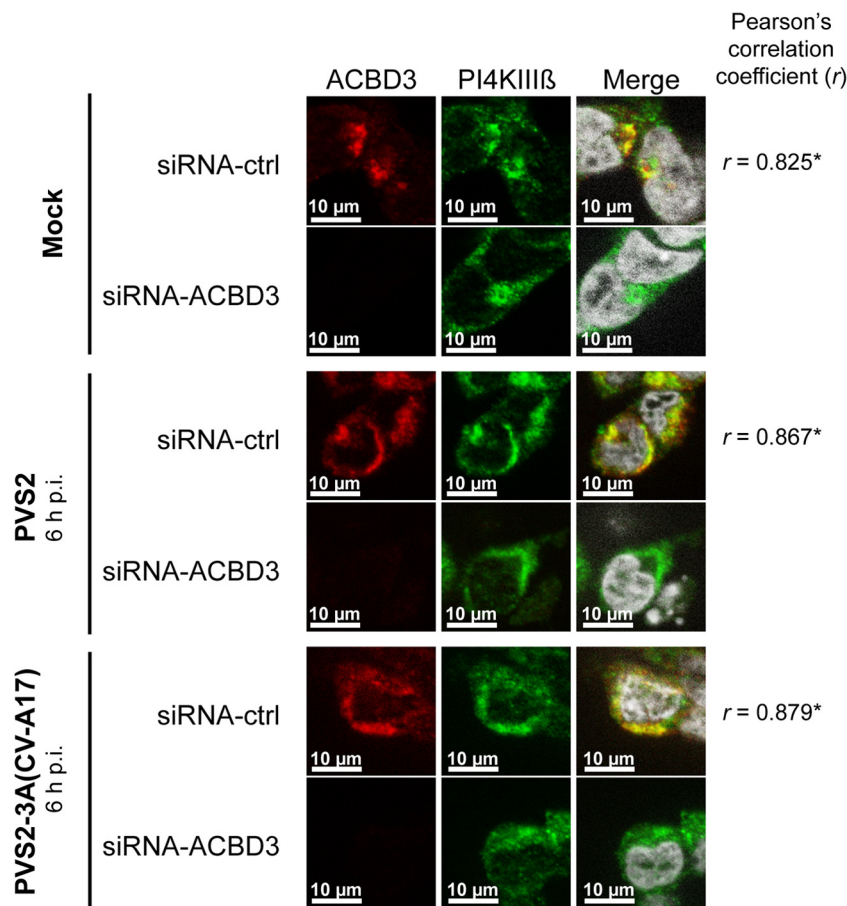 Pearson's
correlation
coefficient (r)
ACBD3 PI4KIIIß Merge
Mock
siRNA-ctrl
10 µm 10 µm 10 µm
r = 0.825*
siRNA-ACBD3
10 µm 10 µm 10 µm
PVS2
6 h p.i.
siRNA-ctrl
10 µm 10 µm 10 µm
r = 0.867*
siRNA-ACBD3
10 µm 10 µm 10 µm
PVS2-3A(CV-A17)
6 h p.i.
siRNA-ctrl
10 µm 10 µm 10 µm
r = 0.879*
siRNA-ACBD3
10 µm 10 µm 10 µm